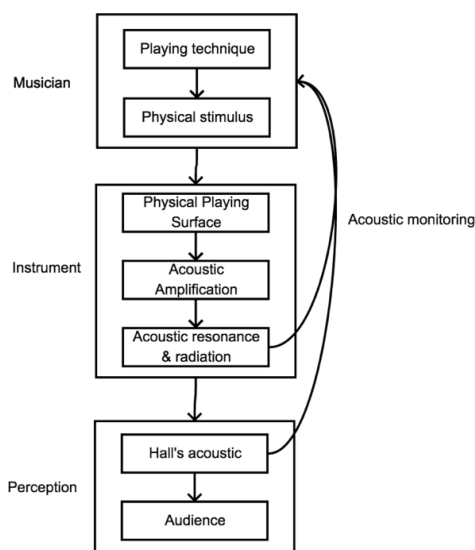 Playing technique
Musician
Physical stimulus
Physical Playing
Surface
Acoustic monitoring
Instrument
Acoustic
Amplification
Acoustic resonance
& radiation
Hall's acoustic
Perception
Audience